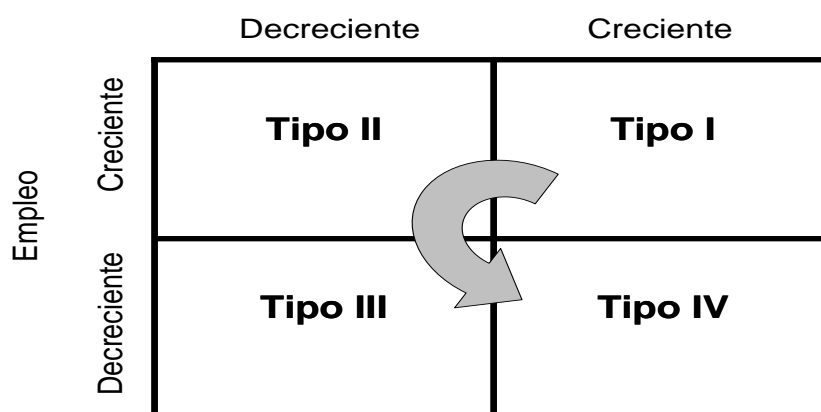 Decreciente Creciente
Empleo
Creciente
Tipo II Tipo I
Decreciente
Tipo III Tipo IV